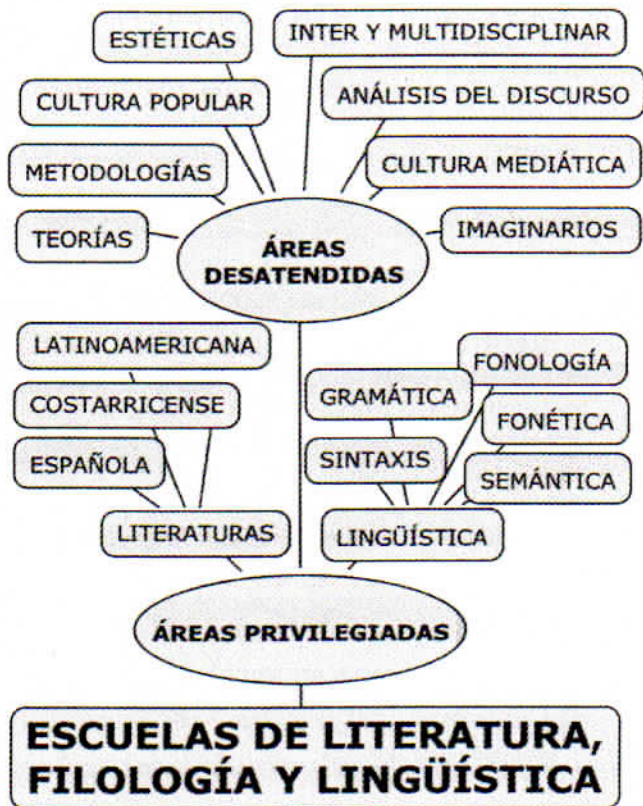 ESTÉTICAS
INTER Y MULTIDISCIPLINAR
CULTURA POPULAR
ANÁLISIS DEL DISCURSO
METODOLOGÍAS
CULTURA MEDIÁTICA
TEORÍAS
IMAGINARIOS
ÁREAS
DESATENDIDAS
LATINOAMERICANA
COSTARRICENSE
ESPAÑOLA
LITERATURAS
FONOLOGÍA
GRAMÁTICA
FONÉTICA
SINTAXIS
SEMÁNTICA
LINGÜÍSTICA
ÁREAS PRIVILEGIADAS
ESCUELAS DE LITERATURA,
FILOLOGÍA Y LINGÜÍSTICA